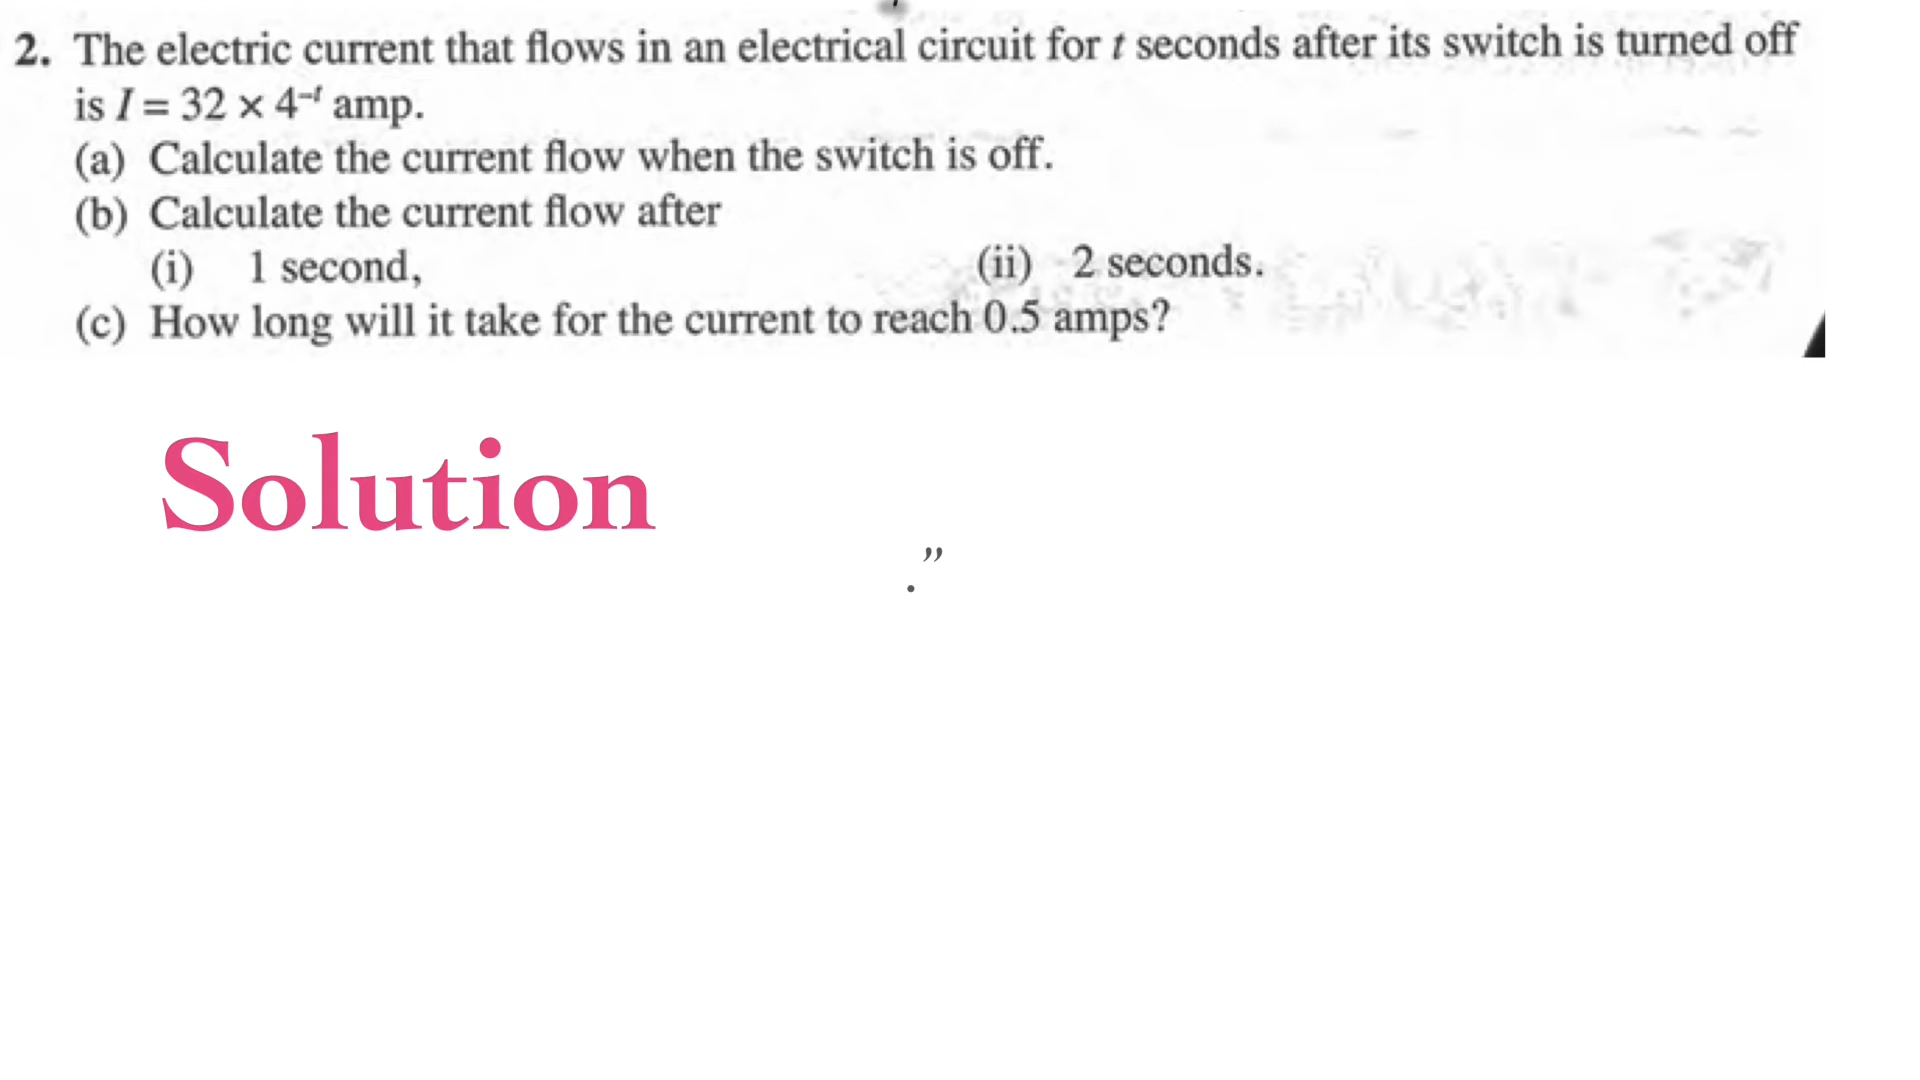 2. The electric current that flows in an electrical circuit for t seconds after its switch is turned off
is I = 32 × 4⁻ᵗ amp.
(a) Calculate the current flow when the switch is off.
(b) Calculate the current flow after
(i) 1 second, (ii) 2 seconds.
(c) How long will it take for the current to reach 0.5 amps?
Solution
.”